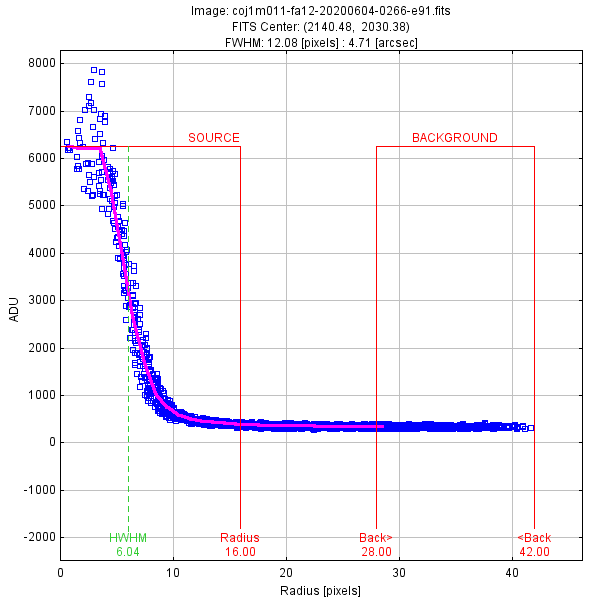 Image: coj1m011-fa12-20200604-0266-e91.fits
FITS Center: (2140.48, 2030.38)
FWHM: 12.08 [pixels] : 4.71 [arcsec]
8000
SOURCE BACKGROUND
7000
6000
5000
4000
ADU
3000
2000
1000
0
-1000
-2000
HWHM Radius Back> <Back
6.04 16.00 28.00 42.00
0 10 20 30 40
Radius [pixels]